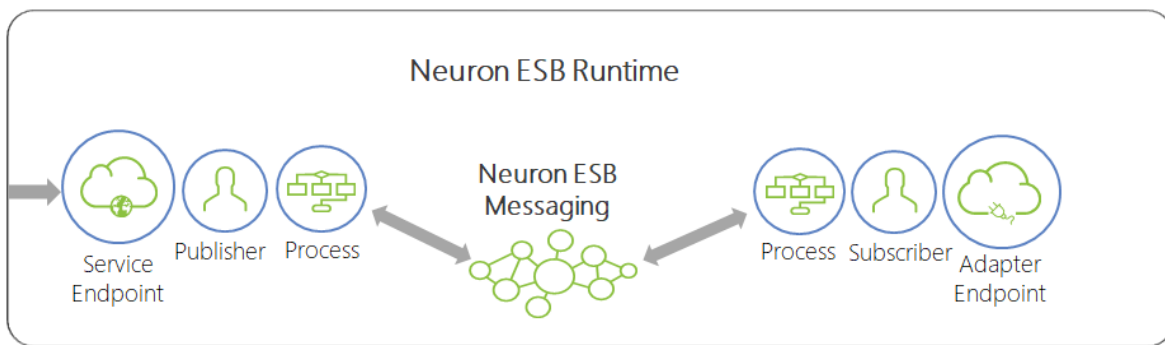 Neuron ESB Runtime
Neuron ESB
Messaging
Service
Endpoint
Publisher
Process
Process
Subscriber
Adapter
Endpoint